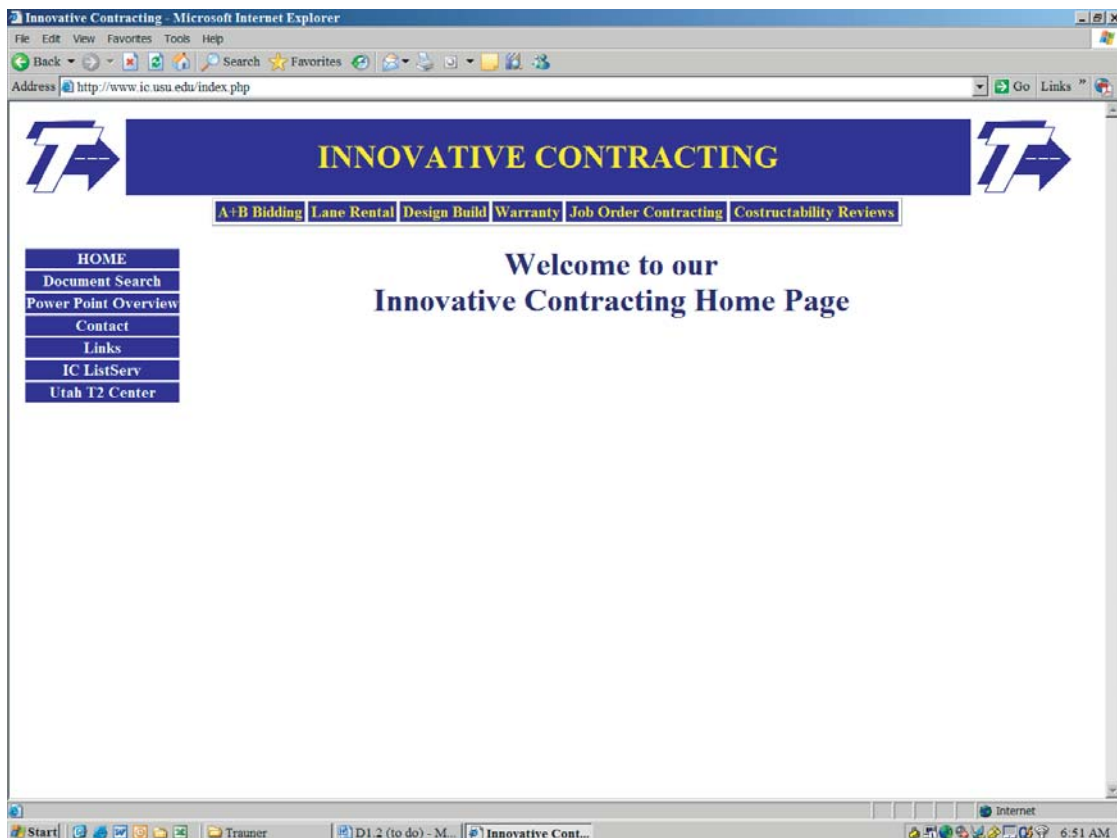 Innovative Contracting - Microsoft Internet Explorer
File Edit View Favorites Tools Help
Back Search Favorites
Address http://www.ic.usu.edu/index.php Go Links »
INNOVATIVE CONTRACTING
A+B Bidding Lane Rental Design Build Warranty Job Order Contracting Costructability Reviews
HOME
Document Search
Power Point Overview
Contact
Links
IC ListServ
Utah T2 Center
Welcome to our
Innovative Contracting Home Page
Internet
Start Trauner D1.2 (to do) - M... Innovative Cont... 6:51 AM